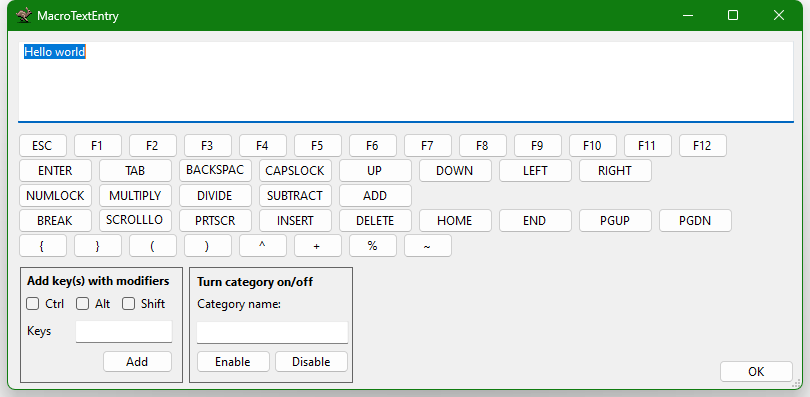 MacroTextEntry
Hello world
ESC F1 F2 F3 F4 F5 F6 F7 F8 F9 F10 F11 F12
ENTER TAB BACKSPAC CAPSLOCK UP DOWN LEFT RIGHT
NUMLOCK MULTIPLY DIVIDE SUBTRACT ADD
BREAK SCROLLLO PRTSCR INSERT DELETE HOME END PGUP PGDN
{ } ( ) ^ + % ~
Add key(s) with modifiers
Ctrl Alt Shift
Keys
Add
Turn category on/off
Category name:
Enable Disable
OK